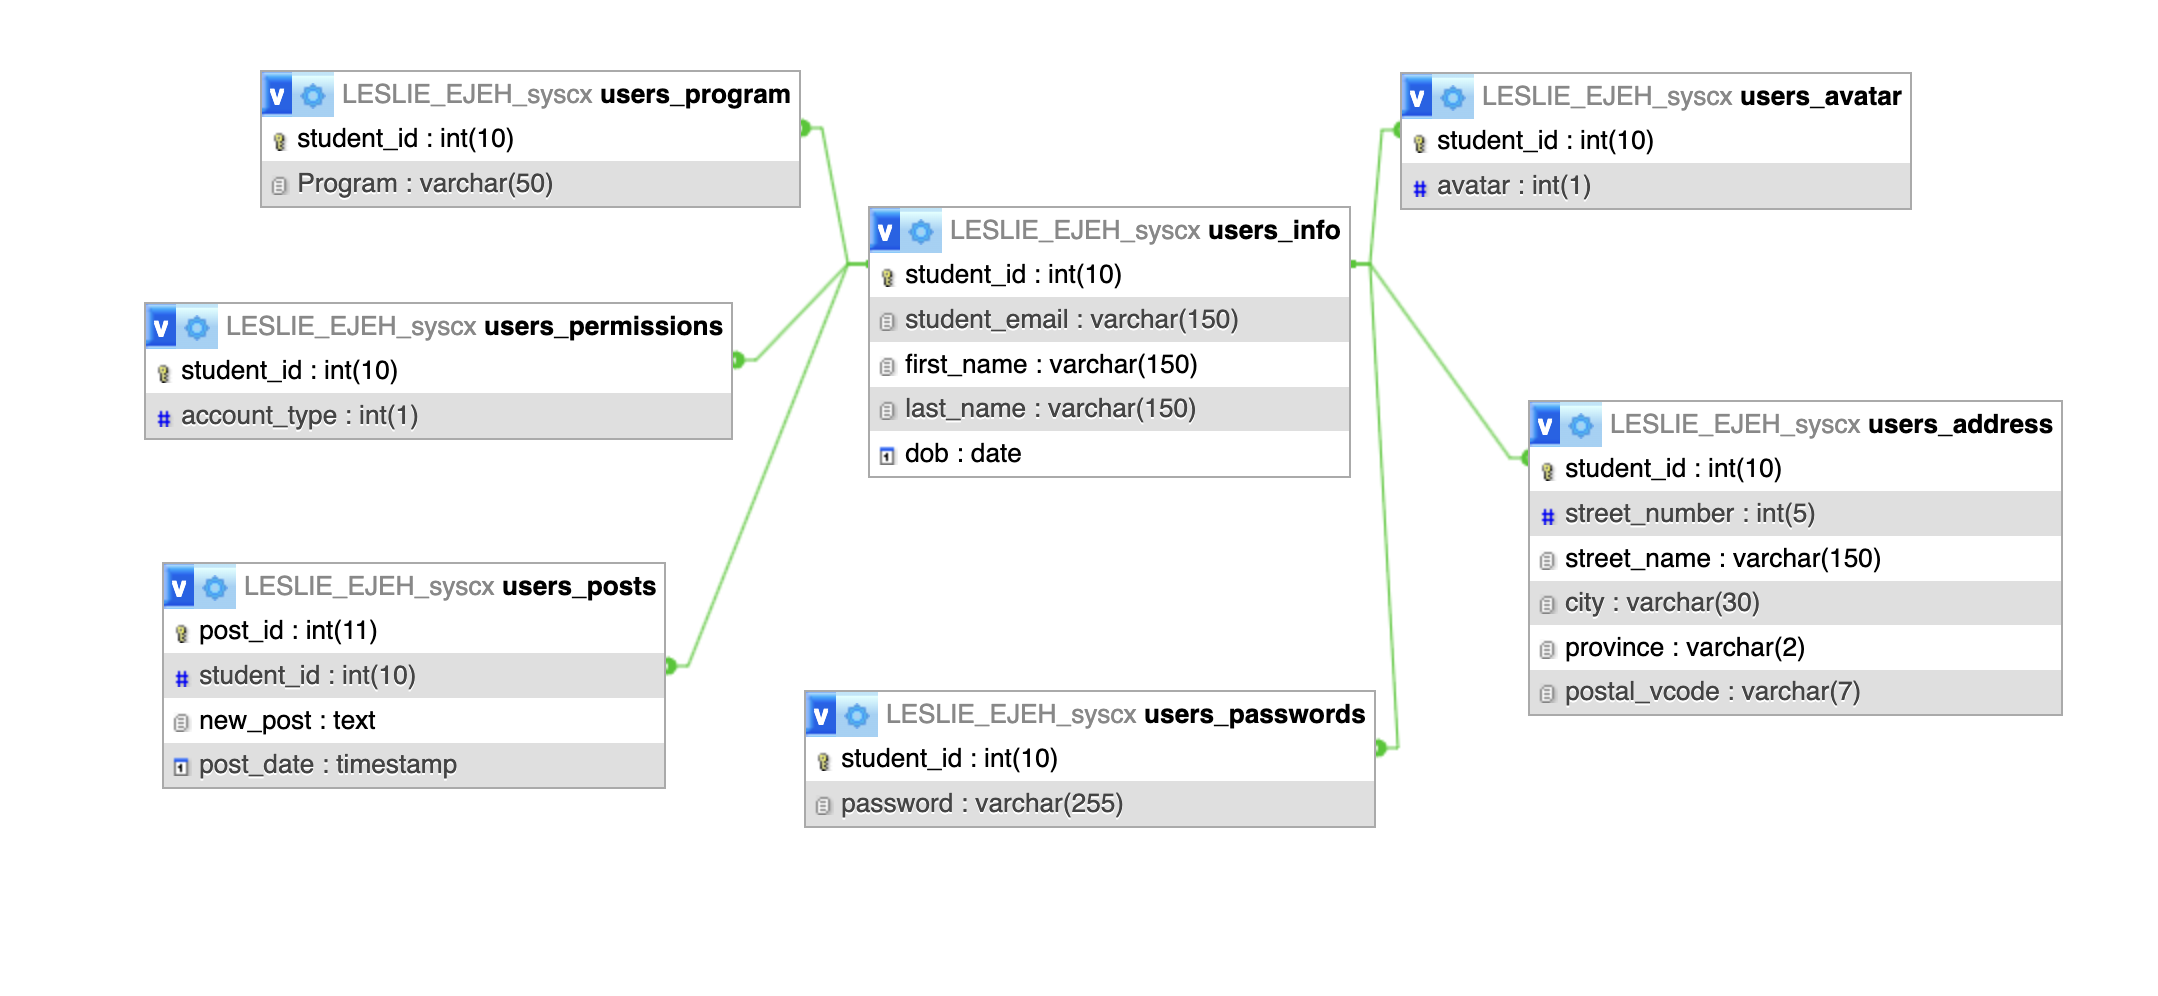 V LESLIE_EJEH_syscx users_program
student_id : int(10)
Program : varchar(50)
V LESLIE_EJEH_syscx users_avatar
student_id : int(10)
# avatar : int(1)
V LESLIE_EJEH_syscx users_info
student_id : int(10)
student_email : varchar(150)
first_name : varchar(150)
last_name : varchar(150)
dob : date
V LESLIE_EJEH_syscx users_permissions
student_id : int(10)
# account_type : int(1)
V LESLIE_EJEH_syscx users_address
student_id : int(10)
# street_number : int(5)
street_name : varchar(150)
city : varchar(30)
province : varchar(2)
postal_vcode : varchar(7)
V LESLIE_EJEH_syscx users_posts
post_id : int(11)
# student_id : int(10)
new_post : text
post_date : timestamp
V LESLIE_EJEH_syscx users_passwords
student_id : int(10)
password : varchar(255)